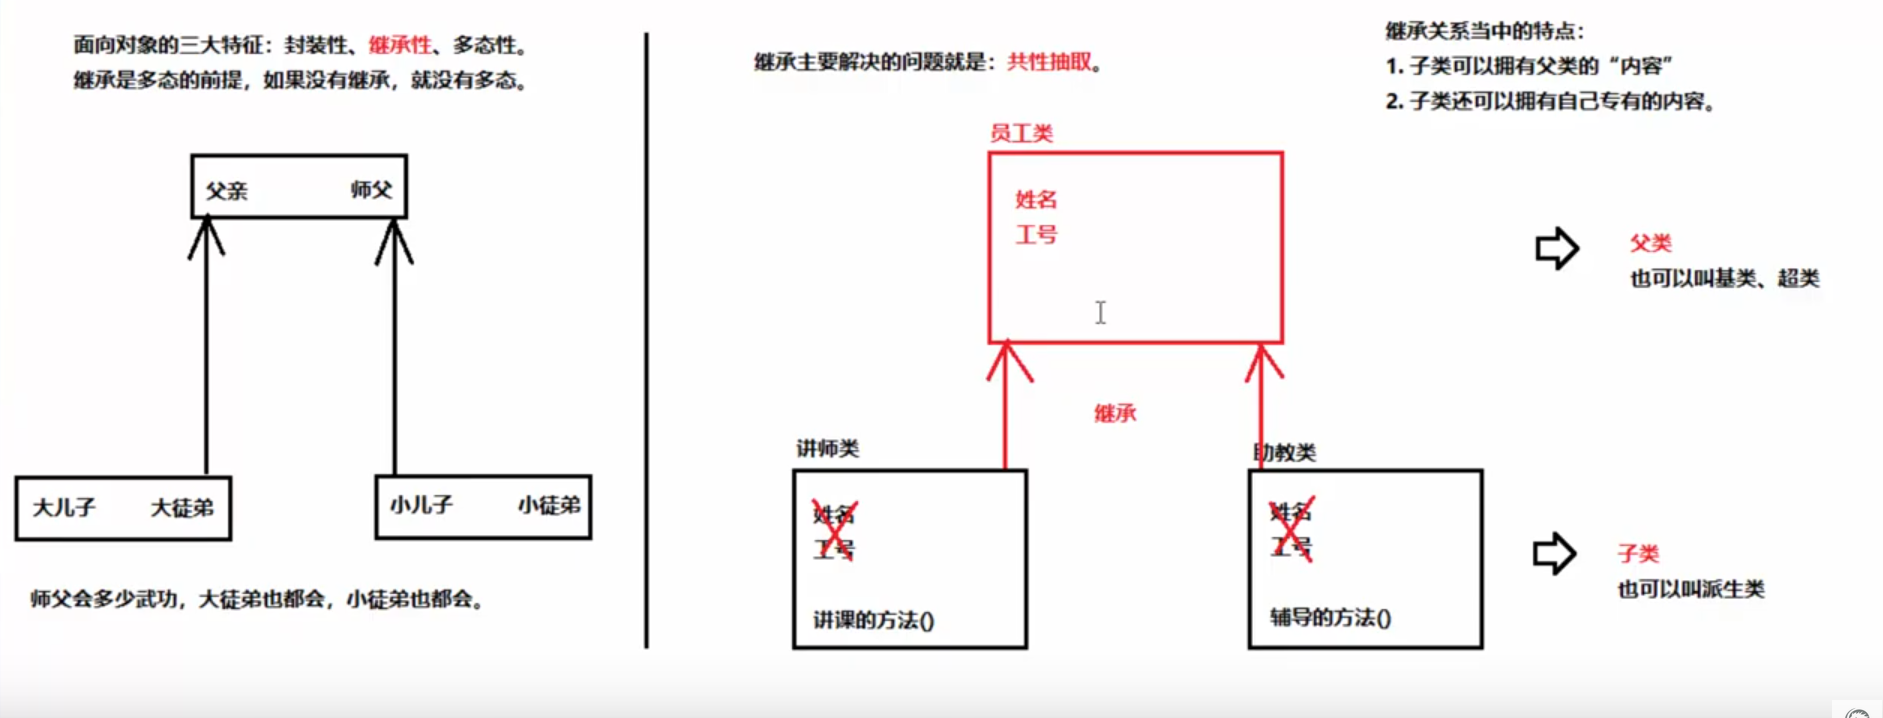 面向对象的三大特征：封装性、继承性、多态性。
继承是多态的前提，如果没有继承，就没有多态。
父亲 师父
大儿子 大徒弟
小儿子 小徒弟
师父会多少武功，大徒弟也都会，小徒弟也都会。
继承主要解决的问题就是：共性抽取。
员工类
姓名
工号
继承
讲师类
姓名
工号
讲课的方法()
助教类
姓名
工号
辅导的方法()
继承关系当中的特点：
1. 子类可以拥有父类的“内容”
2. 子类还可以拥有自己专有的内容。
父类
也可以叫基类、超类
子类
也可以叫派生类